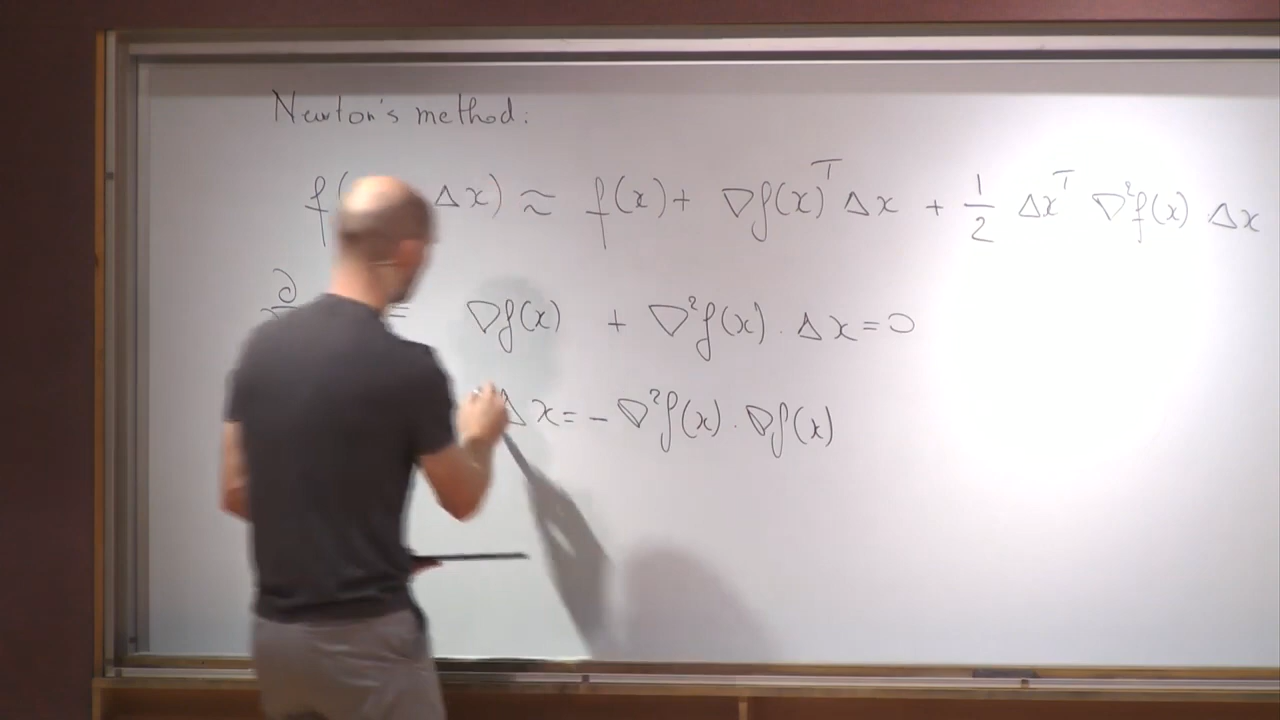 Newton's method:
f( Δx) ≈ f(x) + ∇f(x)ᵀ Δx + 1/2 Δxᵀ ∇²f(x) Δx
∂ = ∇f(x) + ∇²f(x) · Δx = 0
Δx = - ∇²f(x) · ∇f(x)